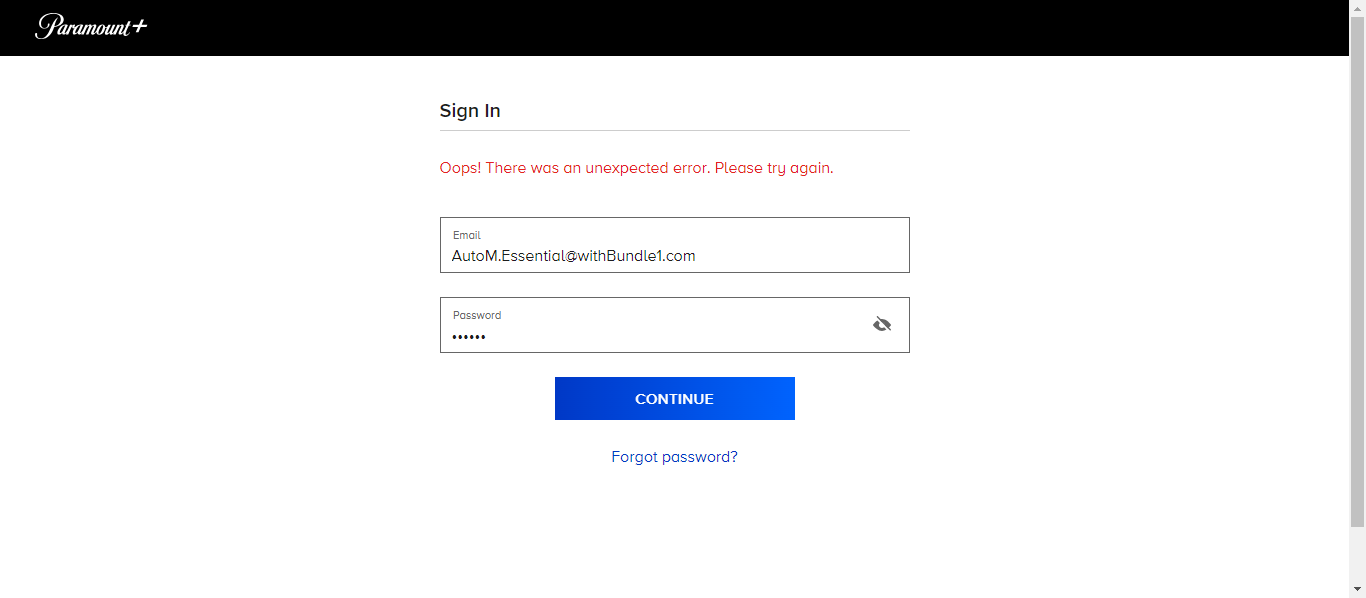 Paramount+
Sign In
Oops! There was an unexpected error. Please try again.
Email
AutoM.Essential@withBundle1.com
Password
••••••
CONTINUE
Forgot password?